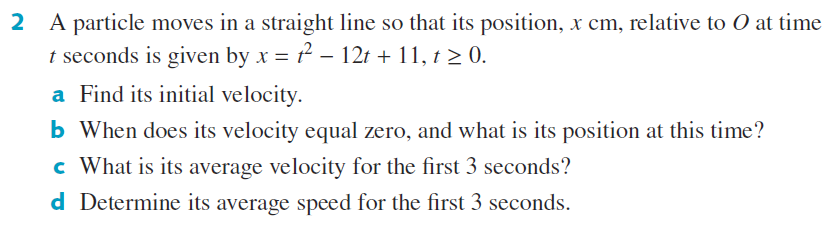 2 A particle moves in a straight line so that its position, x cm, relative to O at time
t seconds is given by x = t² – 12t + 11, t ≥ 0.
a Find its initial velocity.
b When does its velocity equal zero, and what is its position at this time?
c What is its average velocity for the first 3 seconds?
d Determine its average speed for the first 3 seconds.